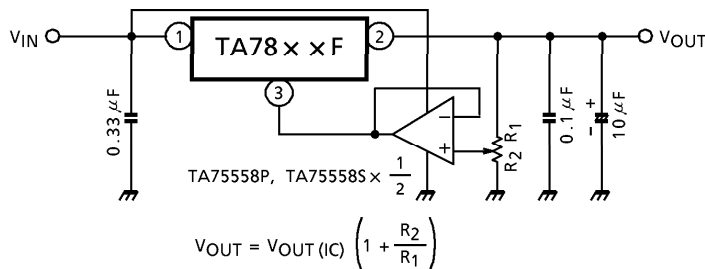 VIN
1
TA78××F
2
VOUT
3
0.33 μF
−
+
R1
R2
0.1 μF
+
−
10 μF
TA75558P, TA75558S × 1/2
VOUT = VOUT (IC) (1 + R2/R1)